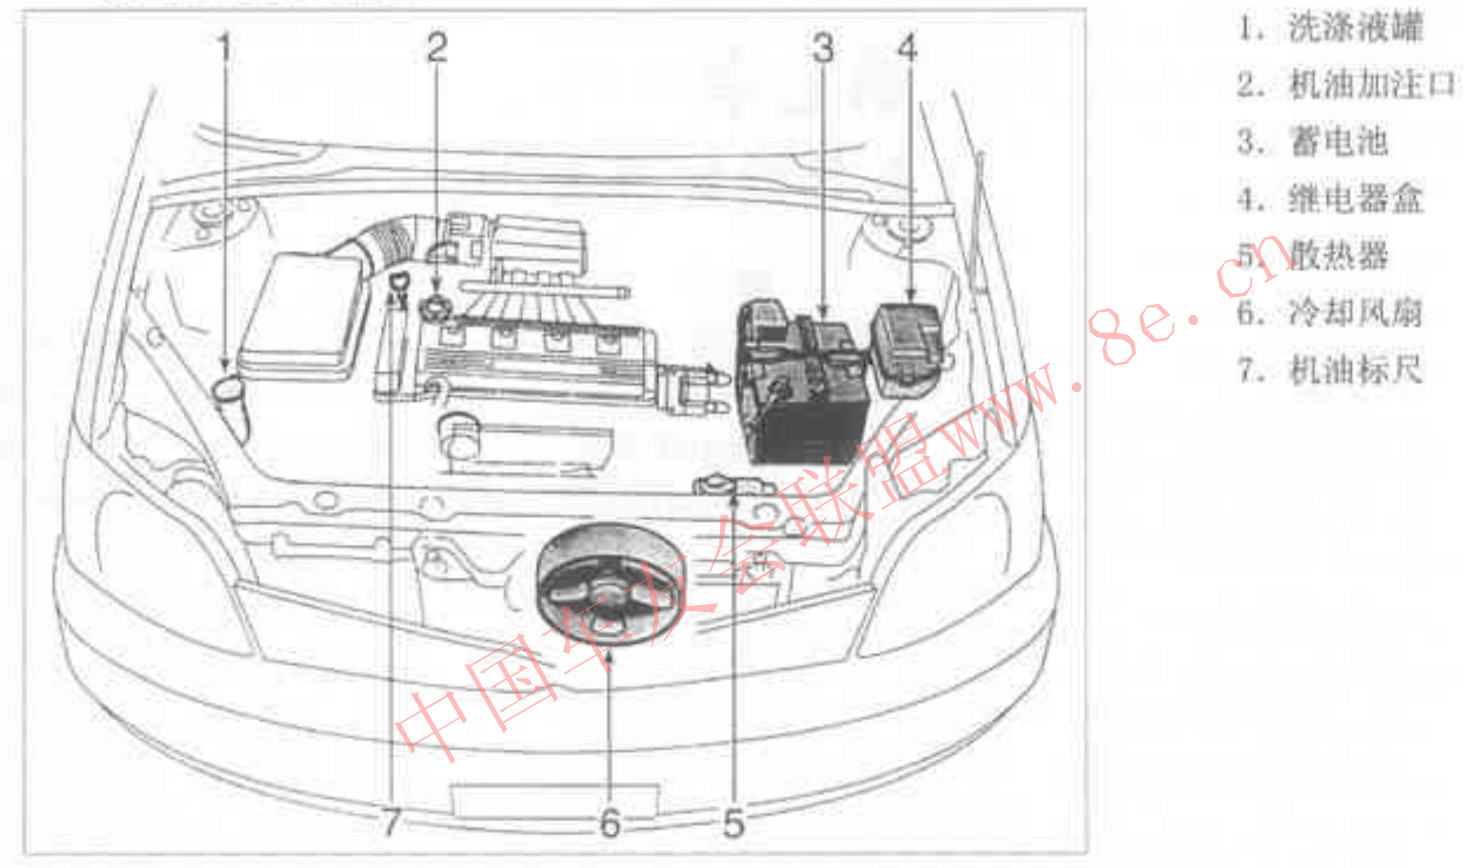 1 2 3 4
7 6 5
1. 洗涤液罐
2. 机油加注口
3. 蓄电池
4. 继电器盒
5. 散热器
6. 冷却风扇
7. 机油标尺
中国车友会联盟www.8e.cn